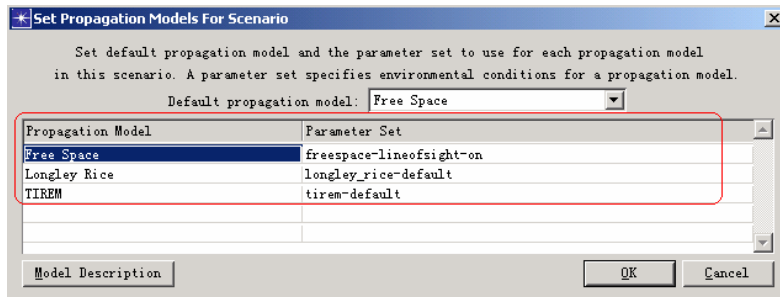 Set Propagation Models For Scenario
Set default propagation model and the parameter set to use for each propagation model
in this scenario. A parameter set specifies environmental conditions for a propagation model.
Default propagation model: Free Space
Propagation Model Parameter Set
Free Space freespace-lineofsight-on
Longley Rice longley_rice-default
TIREM tirem-default
Model Description OK Cancel